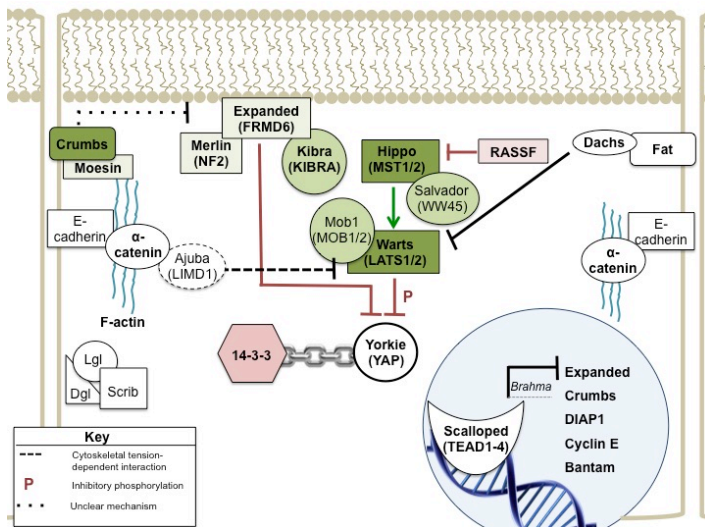 Expanded
(FRMD6)
Crumbs
Moesin
Merlin
(NF2)
Kibra
(KIBRA)
Hippo
(MST1/2)
RASSF
Dachs
Fat
Salvador
(WW45)
E-
cadherin
α-
catenin
Ajuba
(LIMD1)
Mob1
(MOB1/2)
Warts
(LATS1/2)
E-
cadherin
α-
catenin
F-actin
P
14-3-3
Yorkie
(YAP)
Lgl
Dgl
Scrib
Brahma
Expanded
Crumbs
DIAP1
Cyclin E
Bantam
Scalloped
(TEAD1-4)
Key
Cytoskeletal tension-
dependent interaction
P
Inhibitory phosphorylation
Unclear mechanism